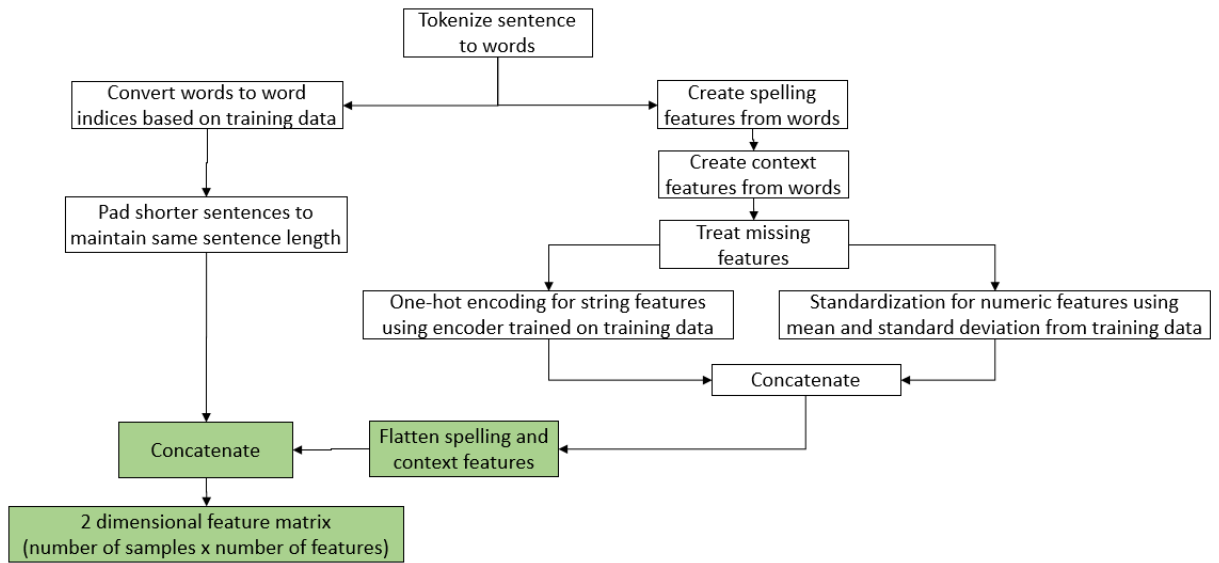 Tokenize sentence
to words
Convert words to word
indices based on training data
Create spelling
features from words
Create context
features from words
Pad shorter sentences to
maintain same sentence length
Treat missing
features
One-hot encoding for string features
using encoder trained on training data
Standardization for numeric features using
mean and standard deviation from training data
Concatenate
Flatten spelling and
context features
Concatenate
2 dimensional feature matrix
(number of samples x number of features)